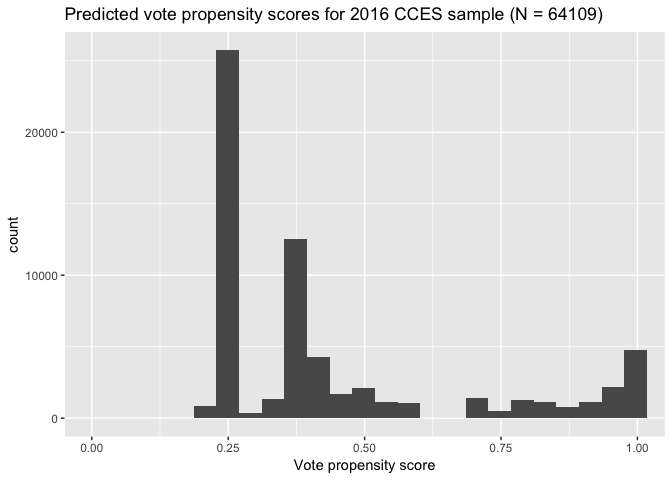 Predicted vote propensity scores for 2016 CCES sample (N = 64109)
count
20000
10000
0
0.00 0.25 0.50 0.75 1.00
Vote propensity score